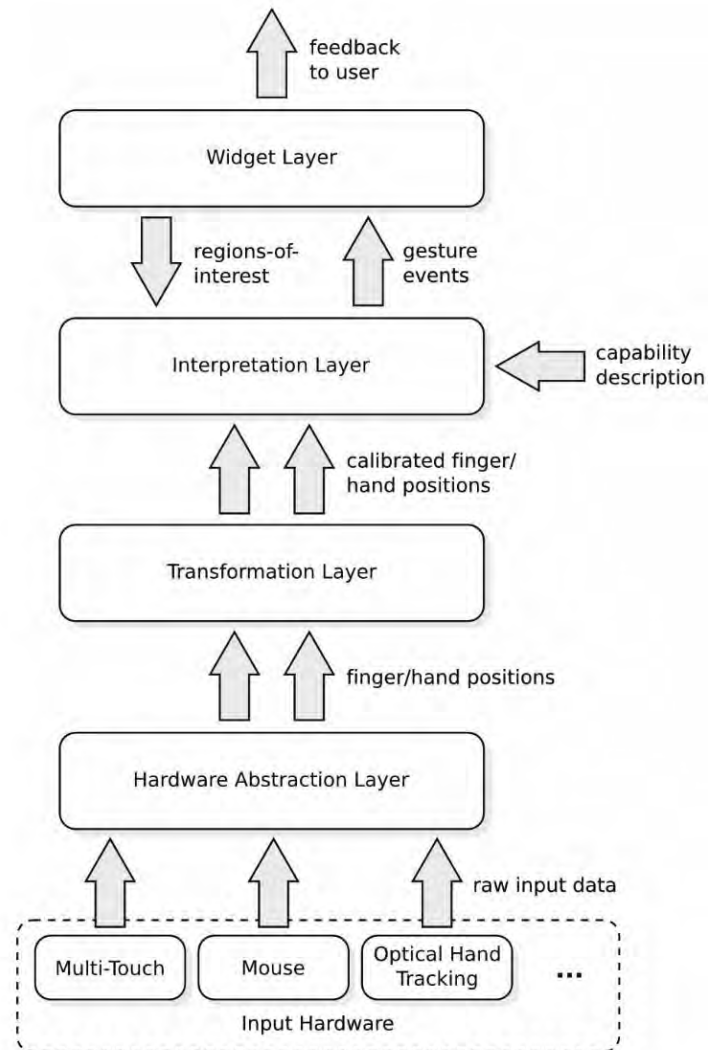 feedback
to user
Widget Layer
regions-of-
interest
gesture
events
Interpretation Layer
capability
description
calibrated finger/
hand positions
Transformation Layer
finger/hand positions
Hardware Abstraction Layer
raw input data
Multi-Touch
Mouse
Optical Hand
Tracking
...
Input Hardware